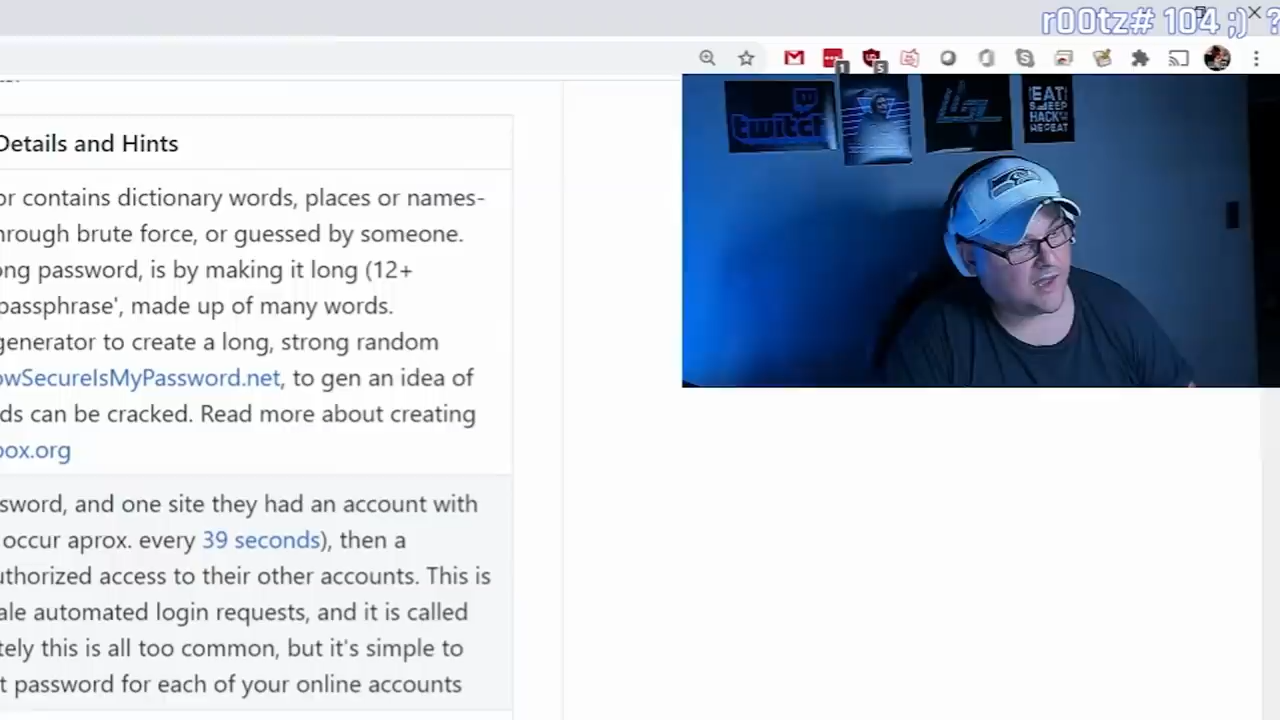 r00tz# 104 ;) ?
1
5
Details and Hints
or contains dictionary words, places or names-
hrough brute force, or guessed by someone.
ong password, is by making it long (12+
passphrase', made up of many words.
generator to create a long, strong random
owSecureIsMyPassword.net, to gen an idea of
ds can be cracked. Read more about creating
oox.org
sword, and one site they had an account with
occur aprox. every 39 seconds), then a
uthorized access to their other accounts. This is
ale automated login requests, and it is called
tely this is all too common, but it's simple to
t password for each of your online accounts
twitch
EAT
SLEEP
HACK
REPEAT